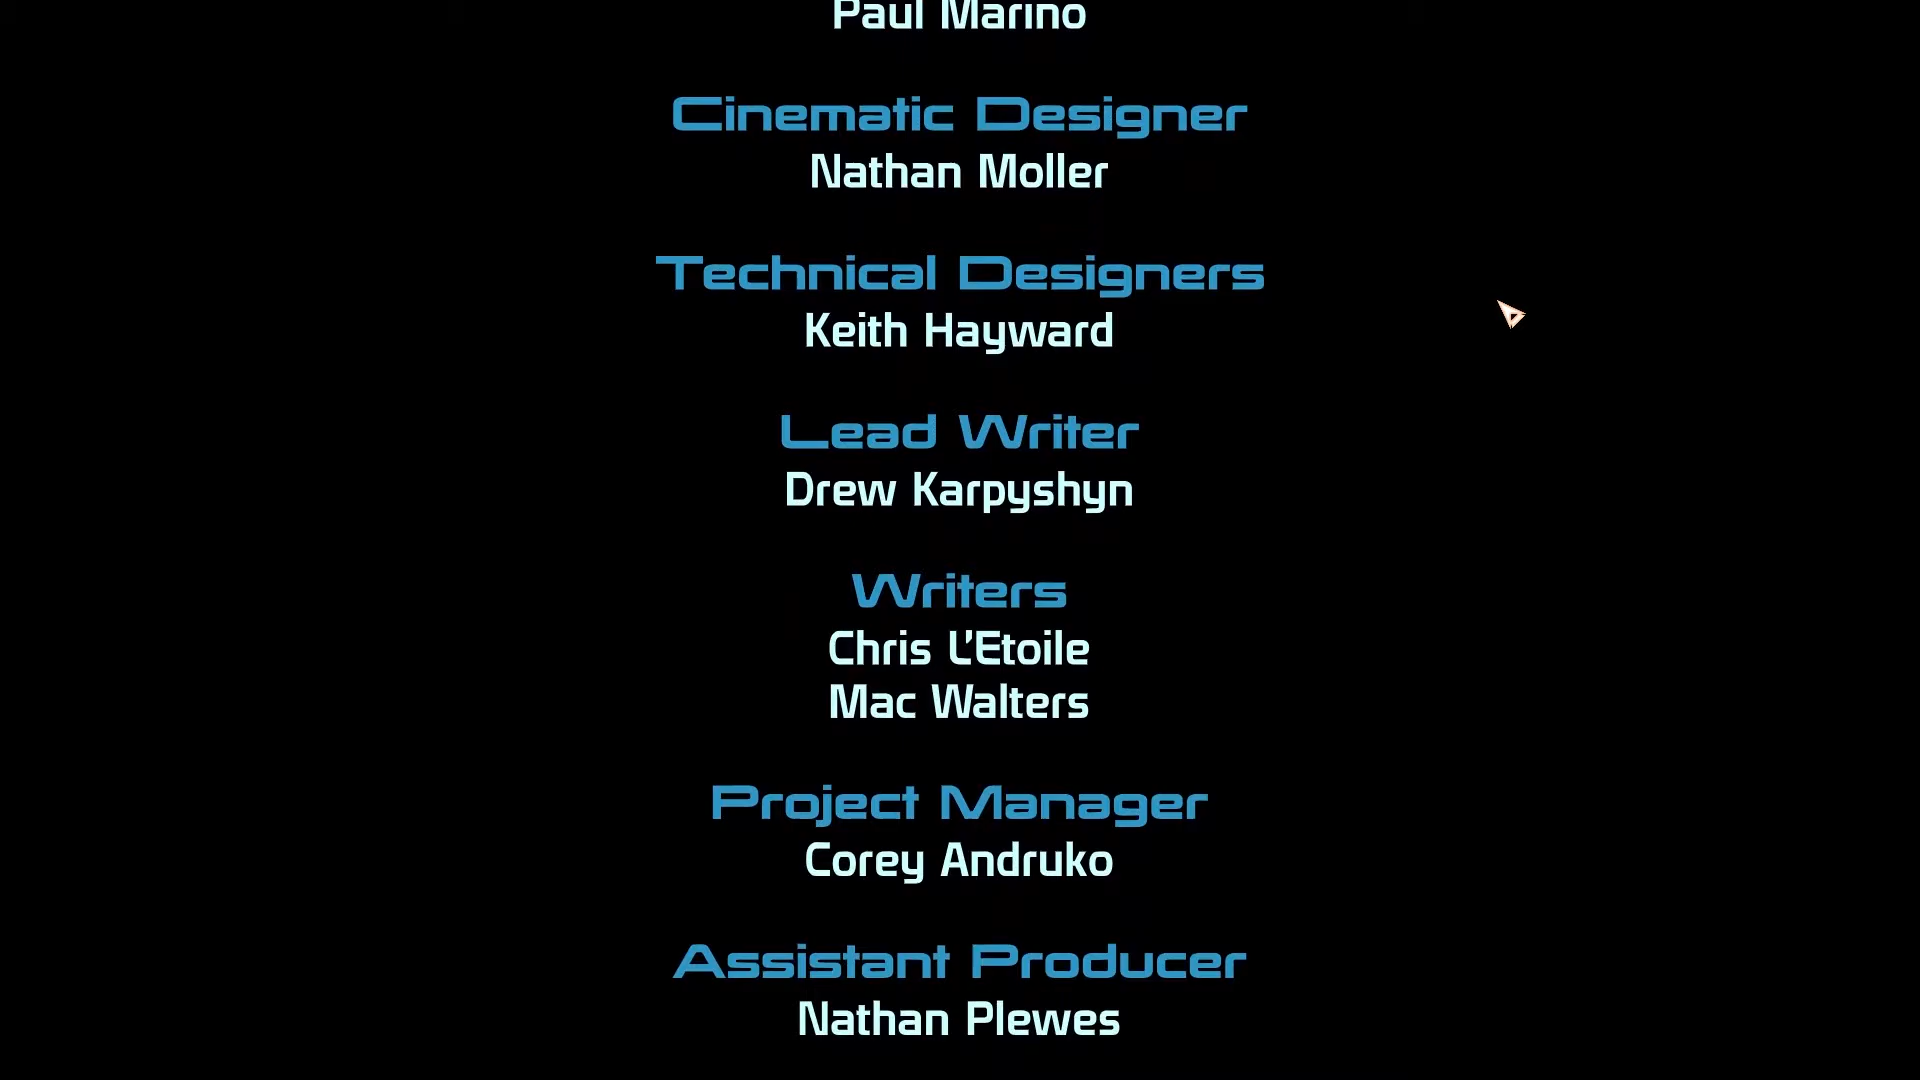 Paul Marino
Cinematic Designer
Nathan Moller
Technical Designers
Keith Hayward
Lead Writer
Drew Karpyshyn
Writers
Chris L'Etoile
Mac Walters
Project Manager
Corey Andruko
Assistant Producer
Nathan Plewes